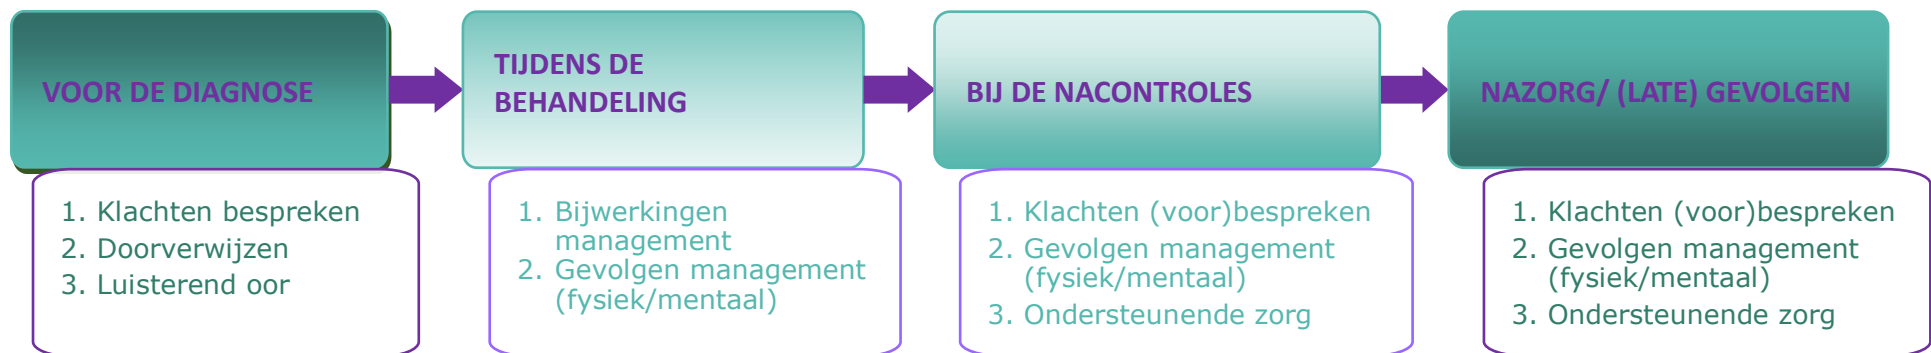 VOOR DE DIAGNOSE
1. Klachten bespreken
2. Doorverwijzen
3. Luisterend oor
TIJDENS DE
BEHANDELING
1. Bijwerkingen
management
2. Gevolgen management
(fysiek/mentaal)
BIJ DE NACONTROLES
1. Klachten (voor)bespreken
2. Gevolgen management
(fysiek/mentaal)
3. Ondersteunende zorg
NAZORG/ (LATE) GEVOLGEN
1. Klachten (voor)bespreken
2. Gevolgen management
(fysiek/mentaal)
3. Ondersteunende zorg